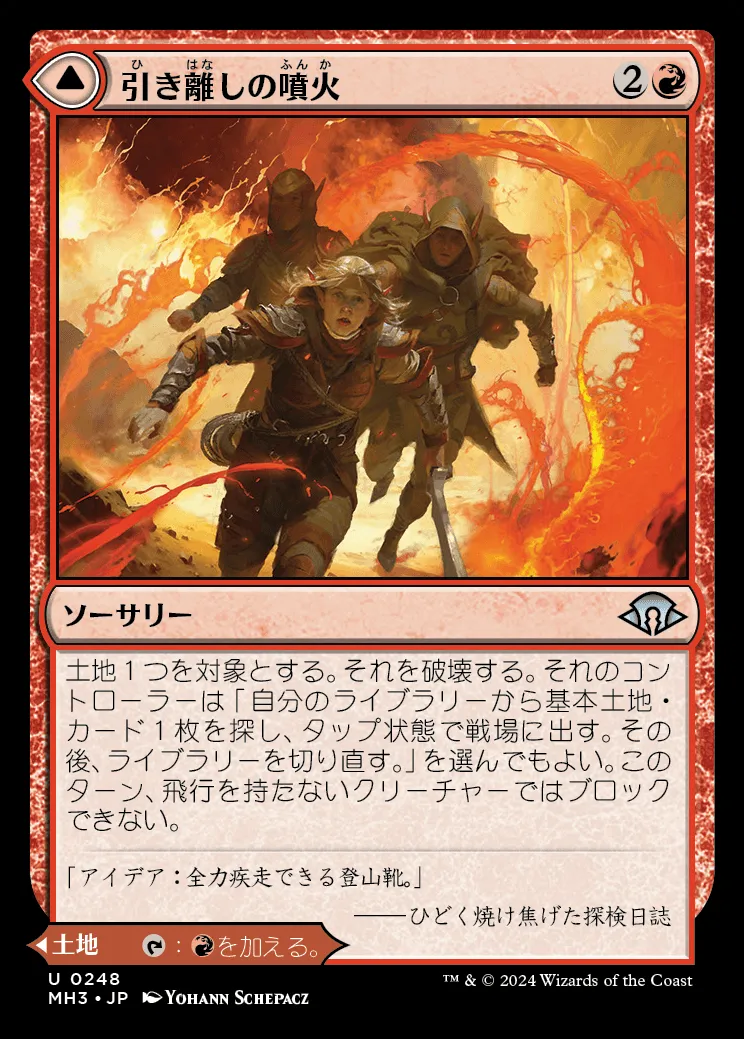 引き離しの噴火
2
ソーサリー
土地1つを対象とする。それを破壊する。それのコント
ローラーは「自分のライブラリーから基本土地・
カード1枚を探し、タップ状態で戦場に出す。その
後、ライブラリーを切り直す。」を選んでもよい。この
ターン、飛行を持たないクリーチャーではブロック
できない。
「アイデア：全力疾走できる登山靴。」
──ひどく焼け焦げた探検日誌
土地 ：を加える。
U 0248
MH3・JP YOHANN SCHEPACZ
™ & © 2024 Wizards of the Coast